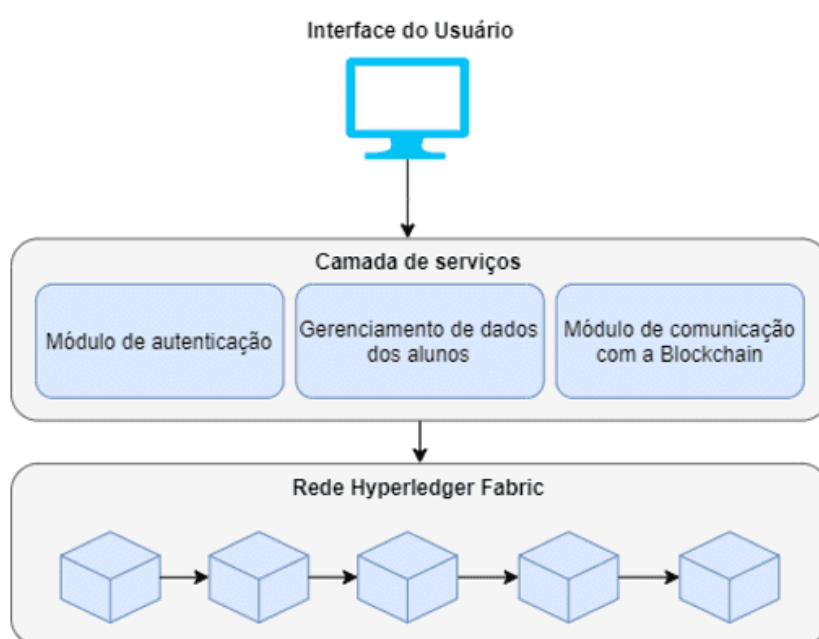 Interface do Usuário
Camada de serviços
Módulo de autenticação
Gerenciamento de dados
dos alunos
Módulo de comunicação
com a Blockchain
Rede Hyperledger Fabric